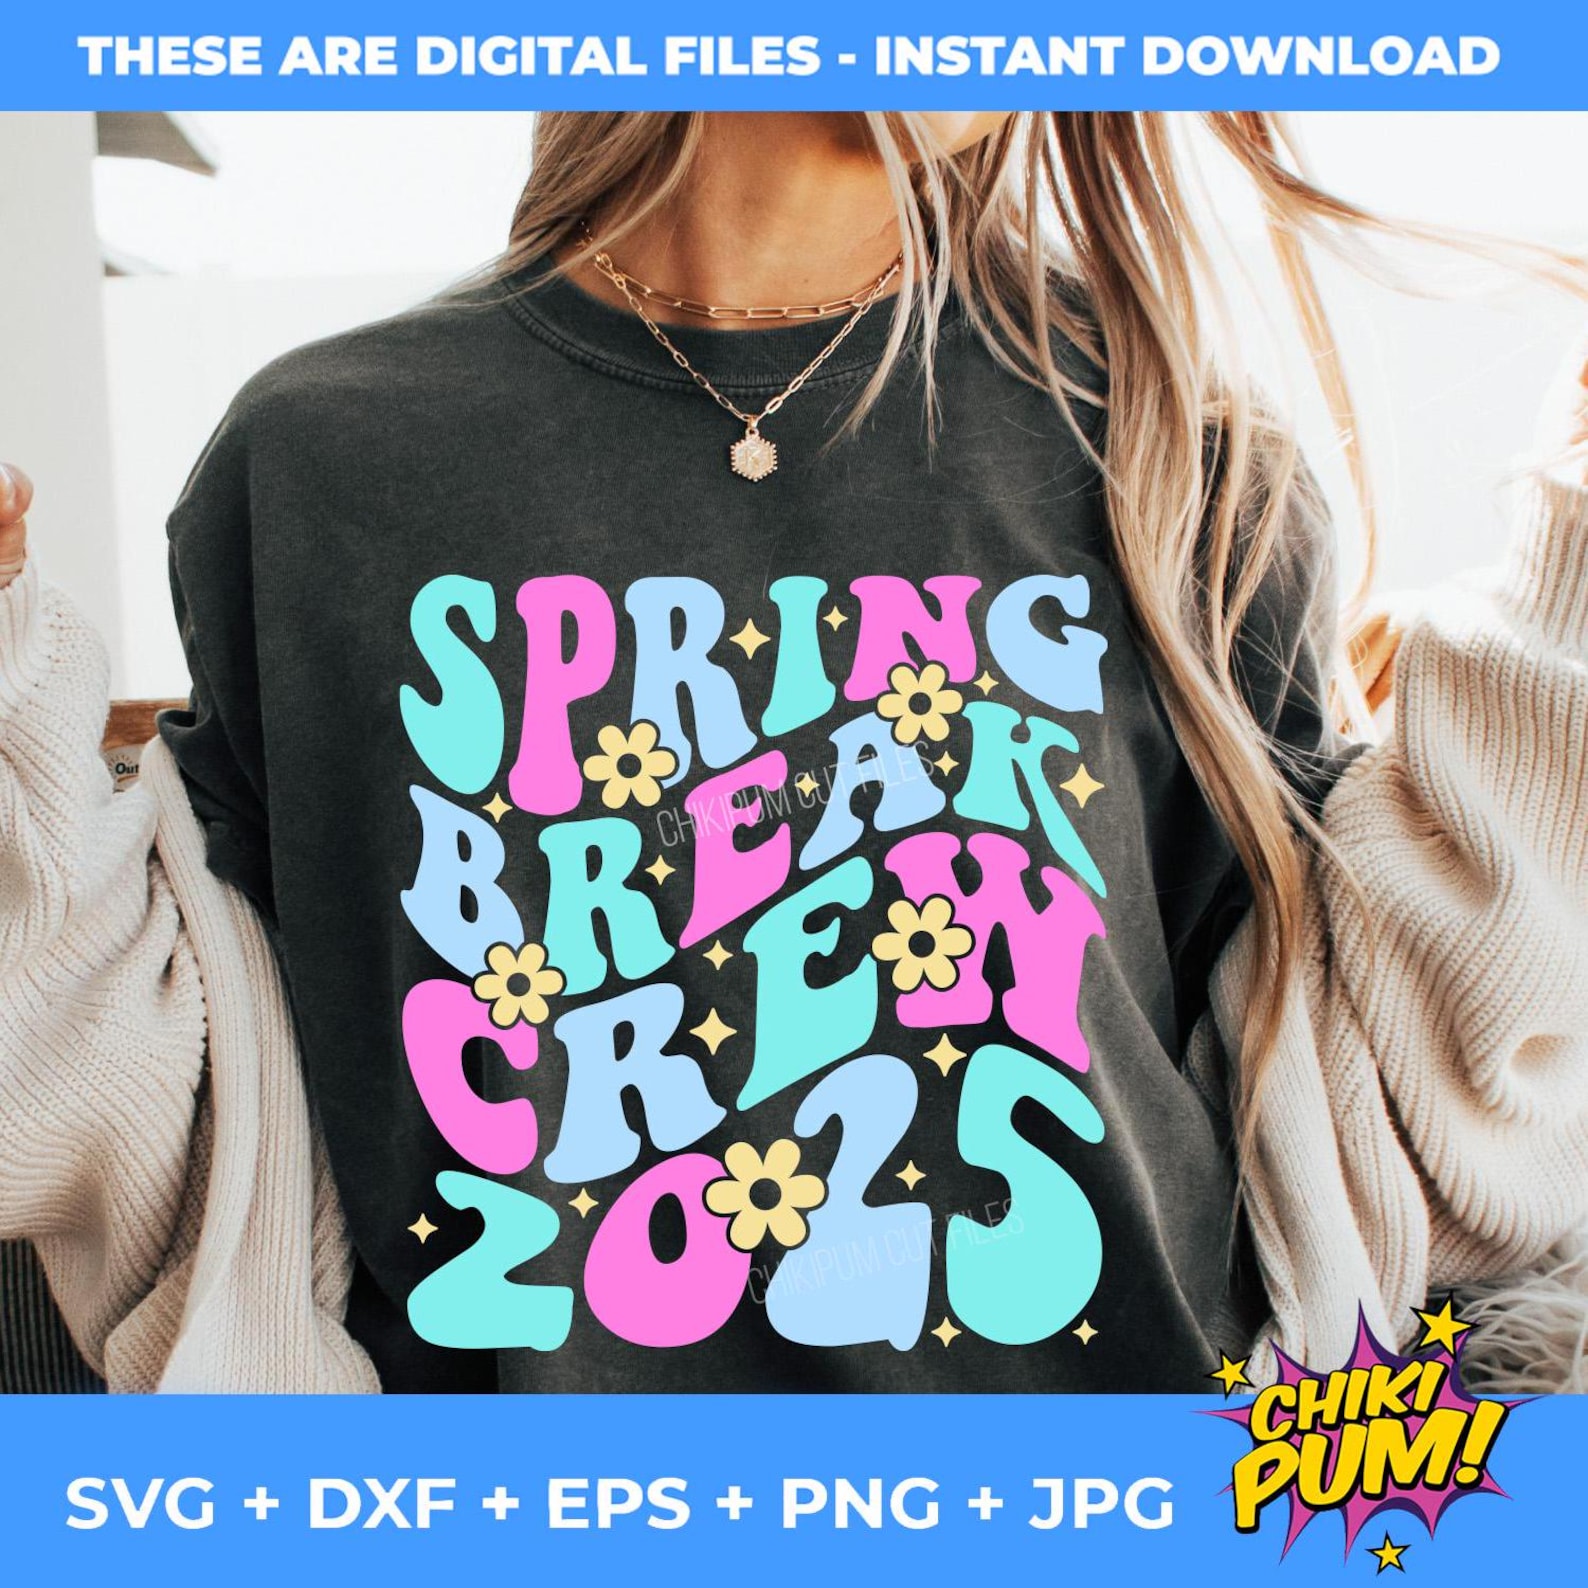 THESE ARE DIGITAL FILES - INSTANT DOWNLOAD
Out
SPRING
BREAK
CHIKIPUM CUT FILES
CREW
2025
CHIKIPUM CUT FILES
SVG + DXF + EPS + PNG + JPG
CHIKI
PUM!